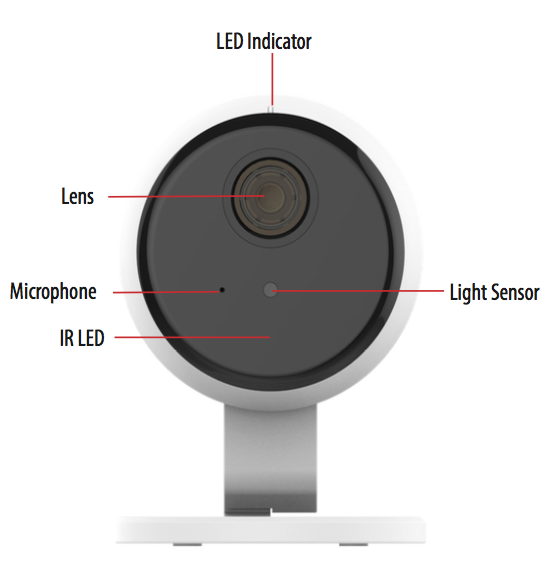 LED Indicator
Lens
Microphone
Light Sensor
IR LED